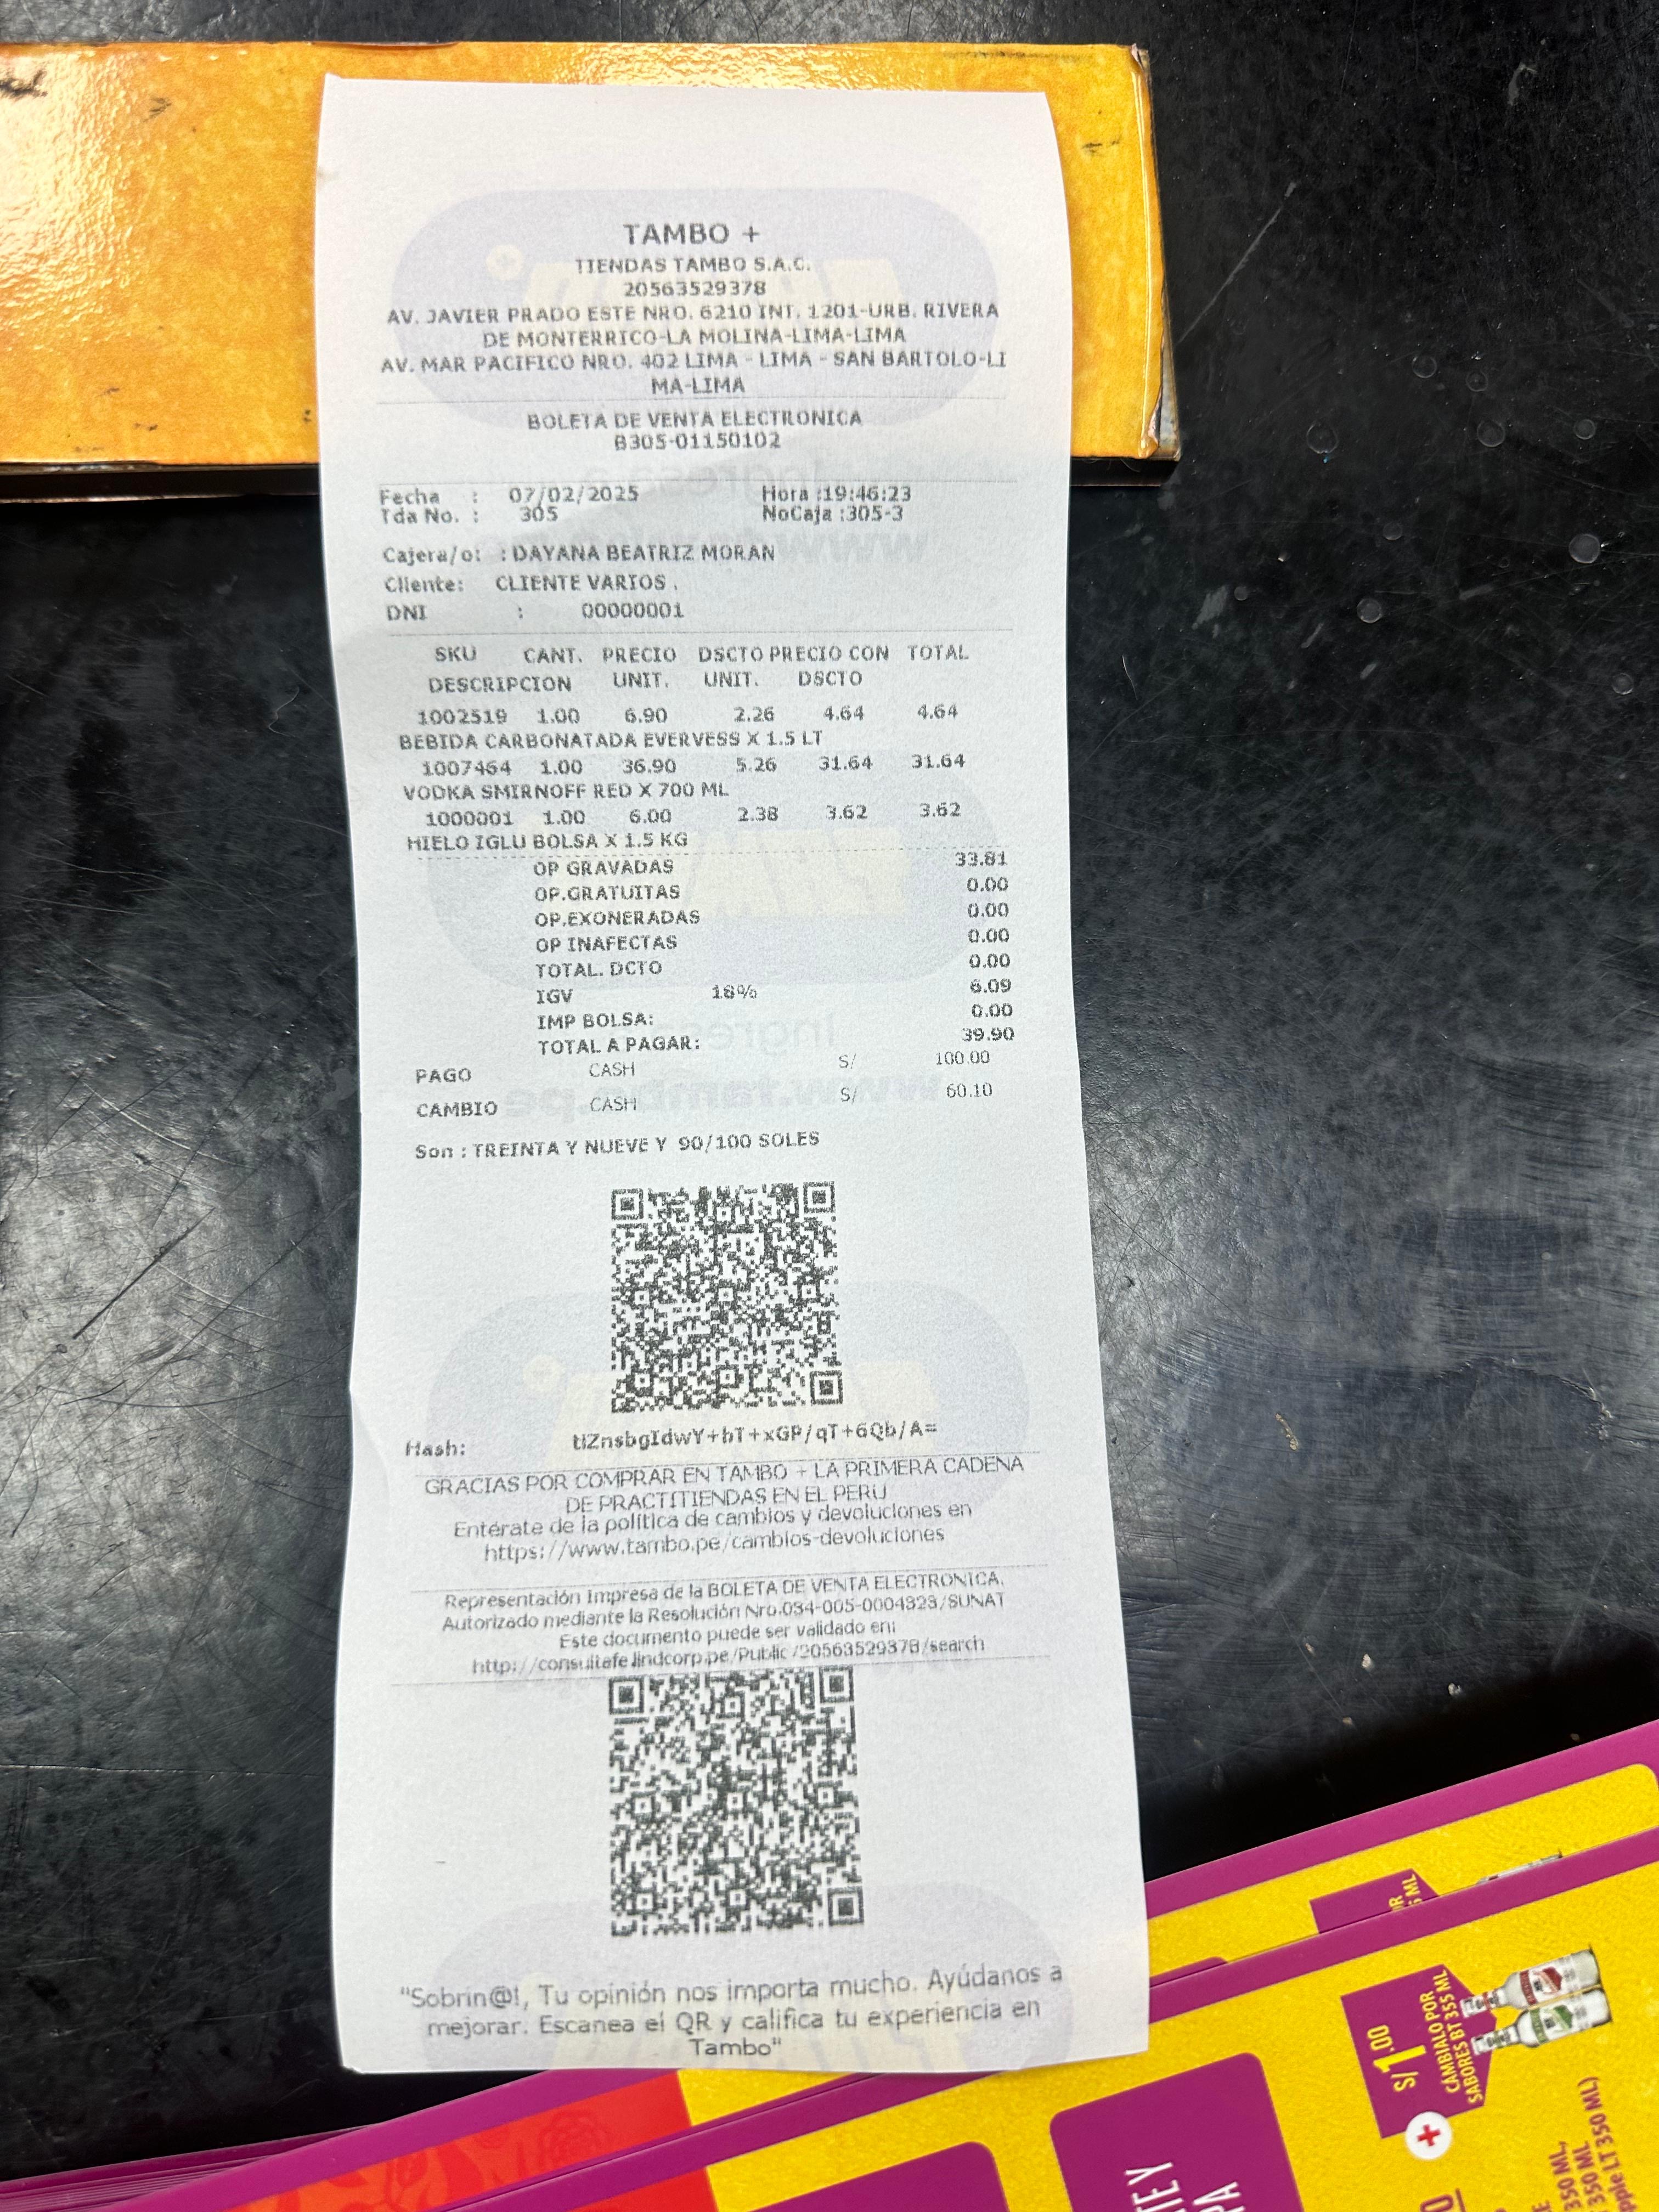 TAMBO +
TIENDAS TAMBO S.A.C.
20563529378
AV. JAVIER PRADO ESTE NRO. 6210 INT. 1201-URB. RIVERA
DE MONTERRICO-LA MOLINA-LIMA-LIMA
AV. MAR PACIFICO NRO. 402 LIMA - LIMA - SAN BARTOLO-LI
MA-LIMA
BOLETA DE VENTA ELECTRONICA
B305-01150102
Fecha : 07/02/2025 Hora :19:46:23
Tda No. : 305 NoCaja :305-3
Cajera/o: : DAYANA BEATRIZ MORAN
Cliente: CLIENTE VARIOS .
DNI : 00000001
SKU CANT. PRECIO DSCTO PRECIO CON TOTAL
DESCRIPCION UNIT. UNIT. DSCTO
1002519 1.00 6.90 2.26 4.64 4.64
BEBIDA CARBONATADA EVERVESS X 1.5 LT
1007464 1.00 36.90 5.26 31.64 31.64
VODKA SMIRNOFF RED X 700 ML
1000001 1.00 6.00 2.38 3.62 3.62
HIELO IGLU BOLSA X 1.5 KG
OP GRAVADAS 33.81
OP.GRATUITAS 0.00
OP.EXONERADAS 0.00
OP INAFECTAS 0.00
TOTAL. DCTO 0.00
IGV 18% 6.09
IMP BOLSA: 0.00
TOTAL A PAGAR: 39.90
PAGO CASH S/ 100.00
CAMBIO CASH S/ 60.10
Son : TREINTA Y NUEVE Y 90/100 SOLES
Hash: tiZnsbgIdwY+hT+xGP/qT+6Qb/A=
GRACIAS POR COMPRAR EN TAMBO + LA PRIMERA CADENA
DE PRACTITIENDAS EN EL PERU
Entérate de la política de cambios y devoluciones en
https://www.tambo.pe/cambios-devoluciones
Representación Impresa de la BOLETA DE VENTA ELECTRONICA.
Autorizado mediante la Resolución Nro.034-005-0004323/SUNAT
Este documento puede ser validado en:
http://consultafe.lindcorp.pe/Public/20563529378/search
"Sobrin@!, Tu opinión nos importa mucho. Ayúdanos a
mejorar. Escanea el QR y califica tu experiencia en
Tambo"
S/1.00
CAMBIALO POR
SABORES BT 355 ML
350 ML,
350 ML
LT 350 ML)